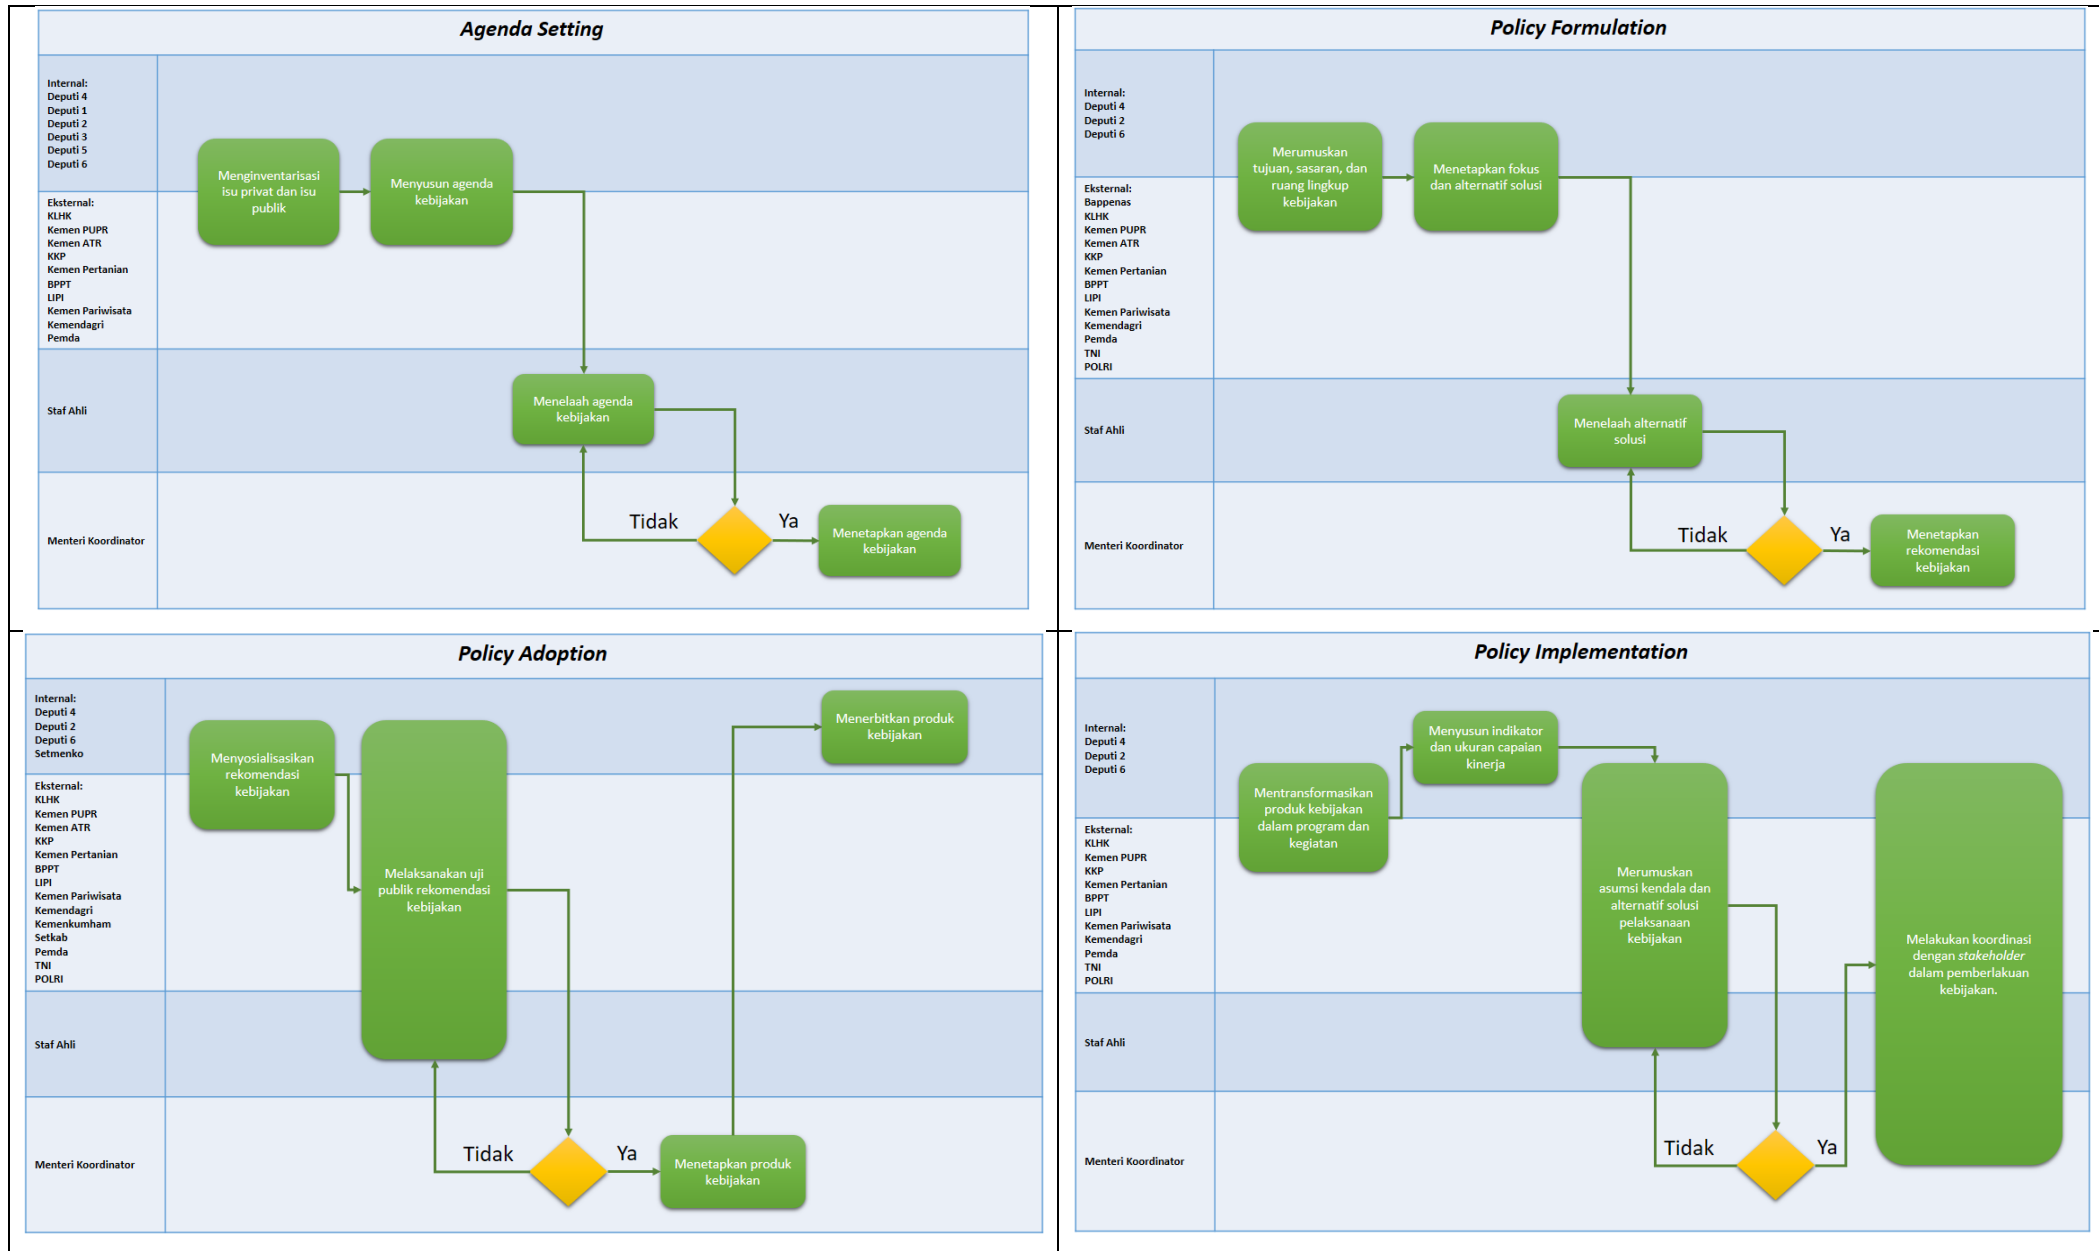 Agenda Setting
Internal:
Deputi 4
Deputi 1
Deputi 2
Deputi 3
Deputi 5
Deputi 6
Menginventarisasi
isu privat dan isu
publik
Menyusun agenda
kebijakan
Eksternal:
KLHK
Kemen PUPR
Kemen ATR
KKP
Kemen Pertanian
BPPT
LIPI
Kemen Pariwisata
Kemendagri
Pemda
Staf Ahli
Menelaah agenda
kebijakan
Menteri Koordinator
Tidak
Ya
Menetapkan agenda
kebijakan
Policy Formulation
Internal:
Deputi 4
Deputi 2
Deputi 6
Merumuskan
tujuan, sasaran, dan
ruang lingkup
kebijakan
Menetapkan fokus
dan alternatif solusi
Eksternal:
Bappenas
KLHK
Kemen PUPR
Kemen ATR
KKP
Kemen Pertanian
BPPT
LIPI
Kemen Pariwisata
Kemendagri
Pemda
TNI
POLRI
Staf Ahli
Menelaah alternatif
solusi
Menteri Koordinator
Tidak
Ya
Menetapkan
rekomendasi
kebijakan
Policy Adoption
Internal:
Deputi 4
Deputi 2
Deputi 6
Setmenko
Menyosialisasikan
rekomendasi
kebijakan
Menerbitkan produk
kebijakan
Eksternal:
KLHK
Kemen PUPR
Kemen ATR
KKP
Kemen Pertanian
BPPT
LIPI
Kemen Pariwisata
Kemendagri
Kemenkumham
Setkab
Pemda
TNI
POLRI
Melaksanakan uji
publik rekomendasi
kebijakan
Staf Ahli
Menteri Koordinator
Tidak
Ya
Menetapkan produk
kebijakan
Policy Implementation
Internal:
Deputi 4
Deputi 2
Deputi 6
Mentransformasikan
produk kebijakan
dalam program dan
kegiatan
Menyusun indikator
dan ukuran capaian
kinerja
Eksternal:
KLHK
Kemen PUPR
KKP
Kemen Pertanian
BPPT
LIPI
Kemen Pariwisata
Kemendagri
Pemda
TNI
POLRI
Merumuskan
asumsi kendala dan
alternatif solusi
pelaksanaan
kebijakan
Melakukan koordinasi
dengan stakeholder
dalam pemberlakuan
kebijakan.
Staf Ahli
Menteri Koordinator
Tidak
Ya